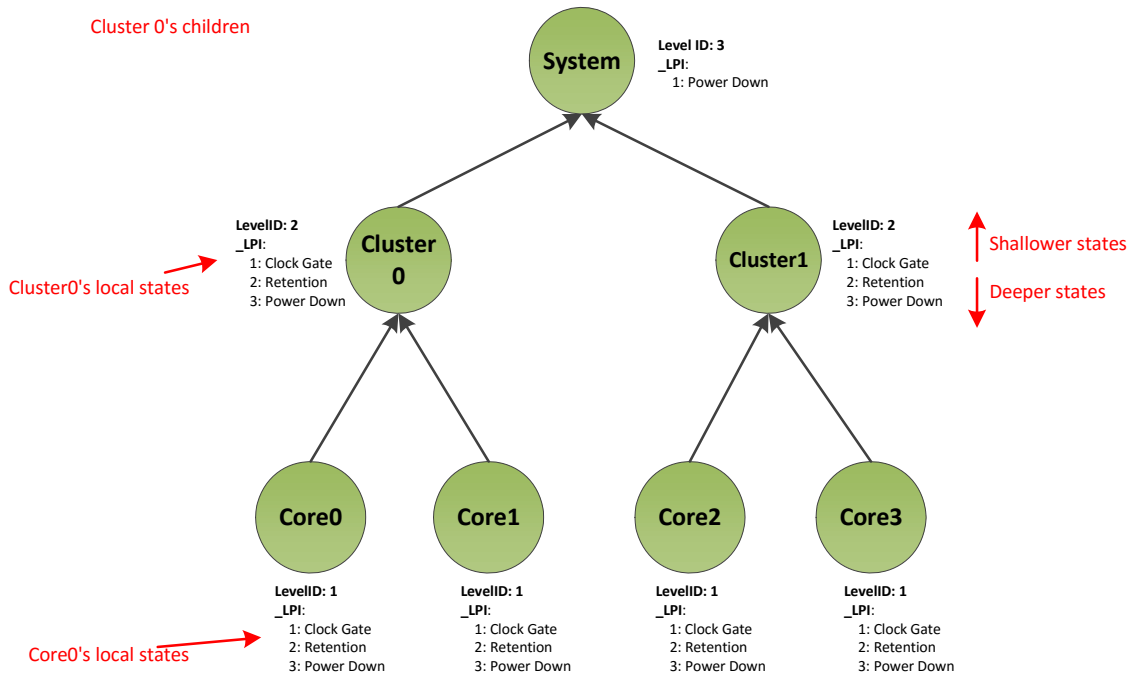 Cluster 0's children
System
Level ID: 3
_LPI:
1: Power Down
LevelID: 2
_LPI:
1: Clock Gate
2: Retention
3: Power Down
Cluster
0
Cluster0's local states
Cluster1
LevelID: 2
_LPI:
1: Clock Gate
2: Retention
3: Power Down
Shallower states
Deeper states
Core0
Core1
Core2
Core3
LevelID: 1
_LPI:
1: Clock Gate
2: Retention
3: Power Down
LevelID: 1
_LPI:
1: Clock Gate
2: Retention
3: Power Down
LevelID: 1
_LPI:
1: Clock Gate
2: Retention
3: Power Down
LevelID: 1
_LPI:
1: Clock Gate
2: Retention
3: Power Down
Core0's local states